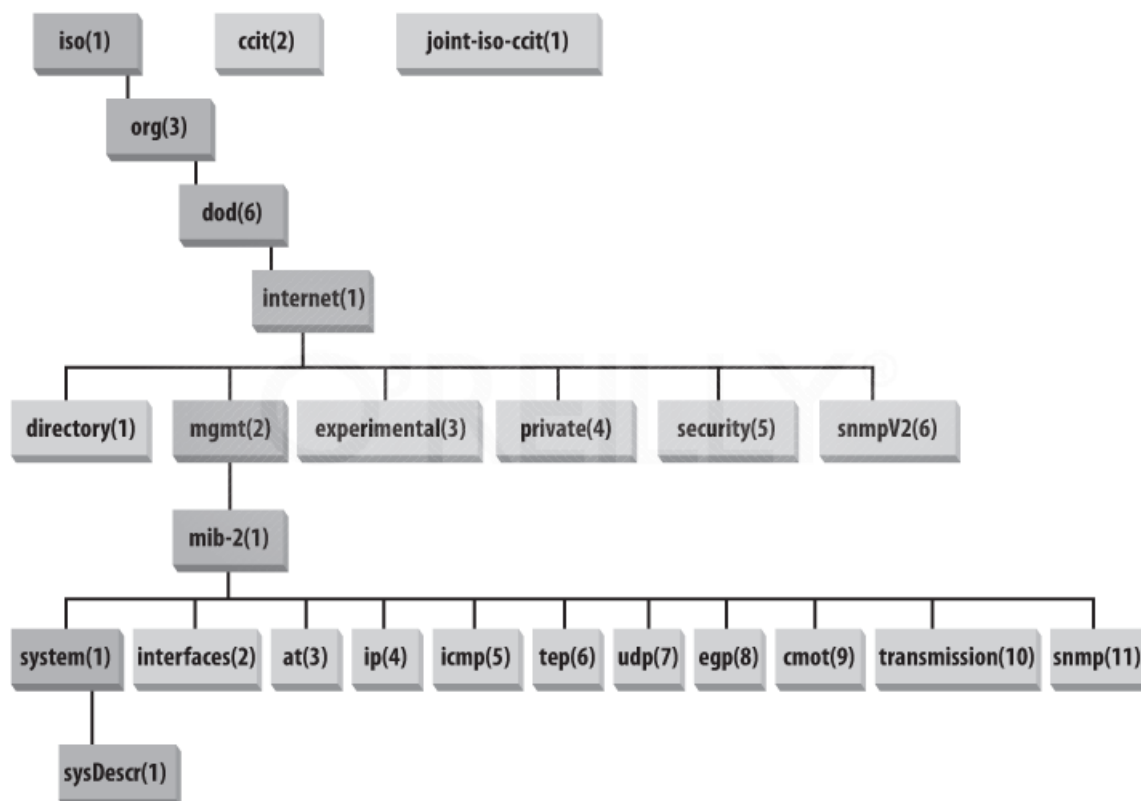 iso(1) ccit(2) joint-iso-ccit(1)
org(3)
dod(6)
internet(1)
O'REILLY®
directory(1) mgmt(2) experimental(3) private(4) security(5) snmpV2(6)
mib-2(1)
system(1) interfaces(2) at(3) ip(4) icmp(5) tep(6) udp(7) egp(8) cmot(9) transmission(10) snmp(11)
sysDescr(1)